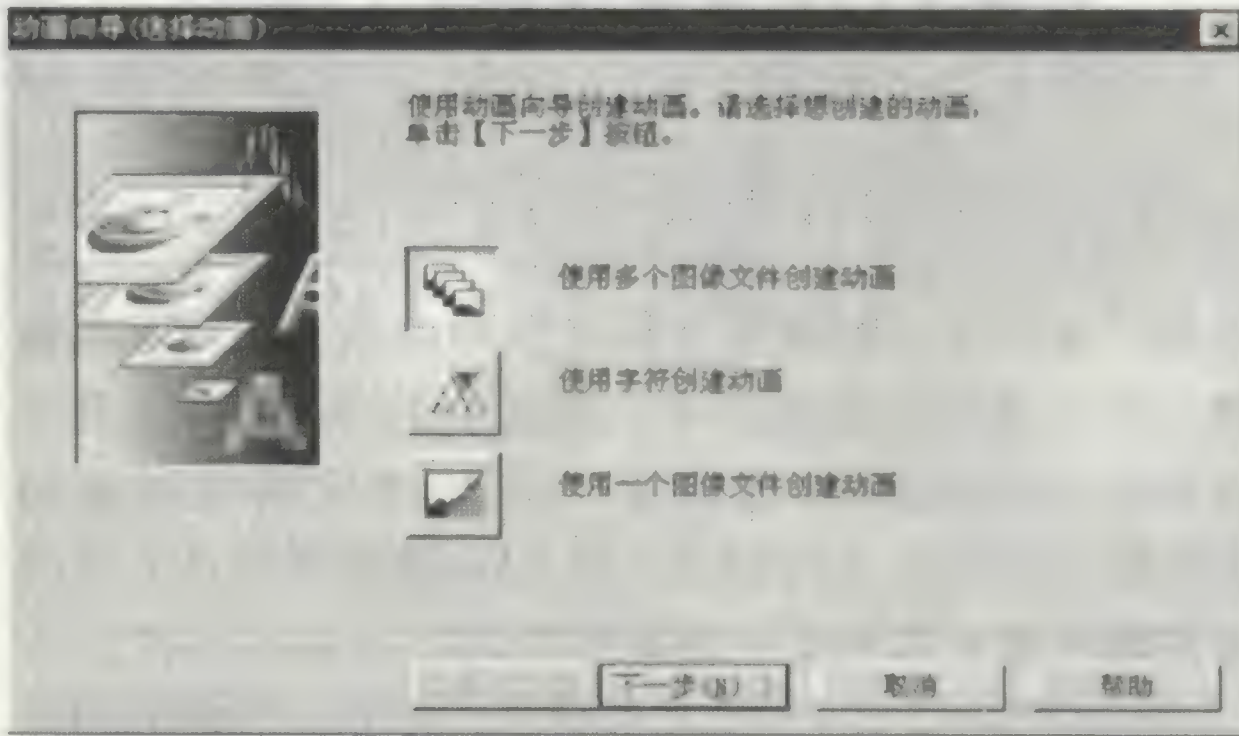 动画向导(选择动画)
使用动画向导创建动画。请选择想创建的动画,
单击【下一步】按钮。
使用多个图像文件创建动画
使用字符创建动画
使用一个图像文件创建动画
下一步(N)
取消
帮助